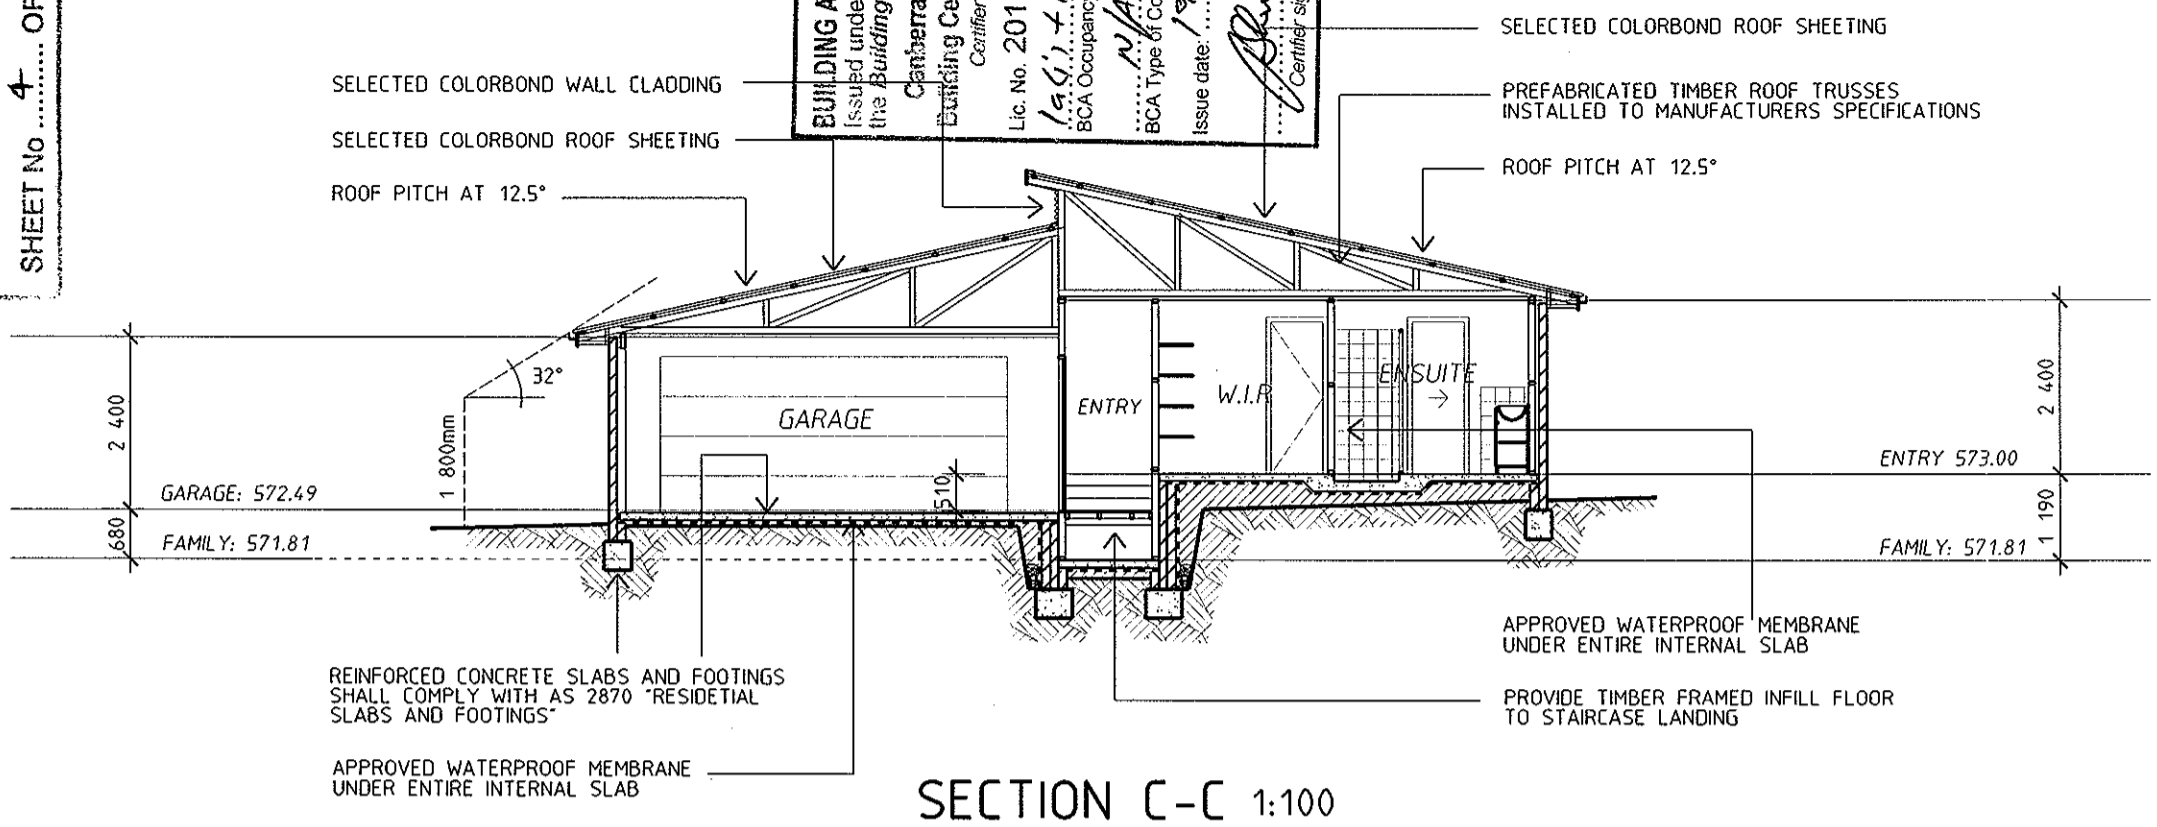 SHEET No 4 OF
BUILDING A
Issued unde
the Building
Canberra
Building Ce
Certifier
Lic. No. 201
BCA Occupancy
N/A
BCA Type of Co
Issue date: 19
Certifier sig
SELECTED COLORBOND WALL CLADDING
SELECTED COLORBOND ROOF SHEETING
ROOF PITCH AT 12.5°
SELECTED COLORBOND ROOF SHEETING
PREFABRICATED TIMBER ROOF TRUSSES
INSTALLED TO MANUFACTURERS SPECIFICATIONS
ROOF PITCH AT 12.5°
32°
2 400
1 800mm
GARAGE
ENTRY
W.I.R
ENSUITE
2 400
510
GARAGE: 572.49
680
FAMILY: 571.81
ENTRY 573.00
1 190
FAMILY: 571.81
REINFORCED CONCRETE SLABS AND FOOTINGS
SHALL COMPLY WITH AS 2870 "RESIDETIAL
SLABS AND FOOTINGS"
APPROVED WATERPROOF MEMBRANE
UNDER ENTIRE INTERNAL SLAB
APPROVED WATERPROOF MEMBRANE
UNDER ENTIRE INTERNAL SLAB
PROVIDE TIMBER FRAMED INFILL FLOOR
TO STAIRCASE LANDING
SECTION C-C 1:100